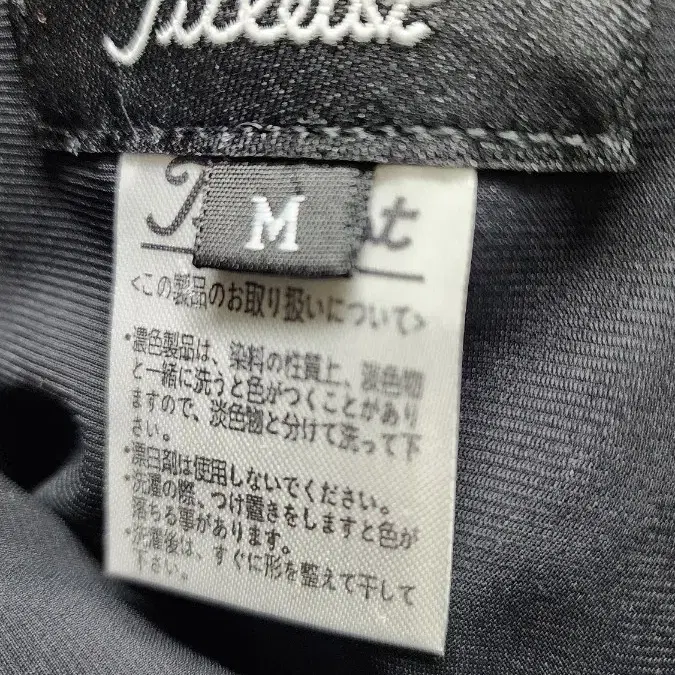 Titleist
M
<この製品のお取り扱いについて>
・濃色製品は、染料の性質上、淡色物
と一緒に洗うと色がつくことがあり
ますので、淡色物と分けて洗って下
さい。
・漂白剤は使用しないでください。
・洗濯の際、つけ置きをしますと色が
落ちる事があります。
・洗濯後は、すぐに形を整えて干して
下さい。